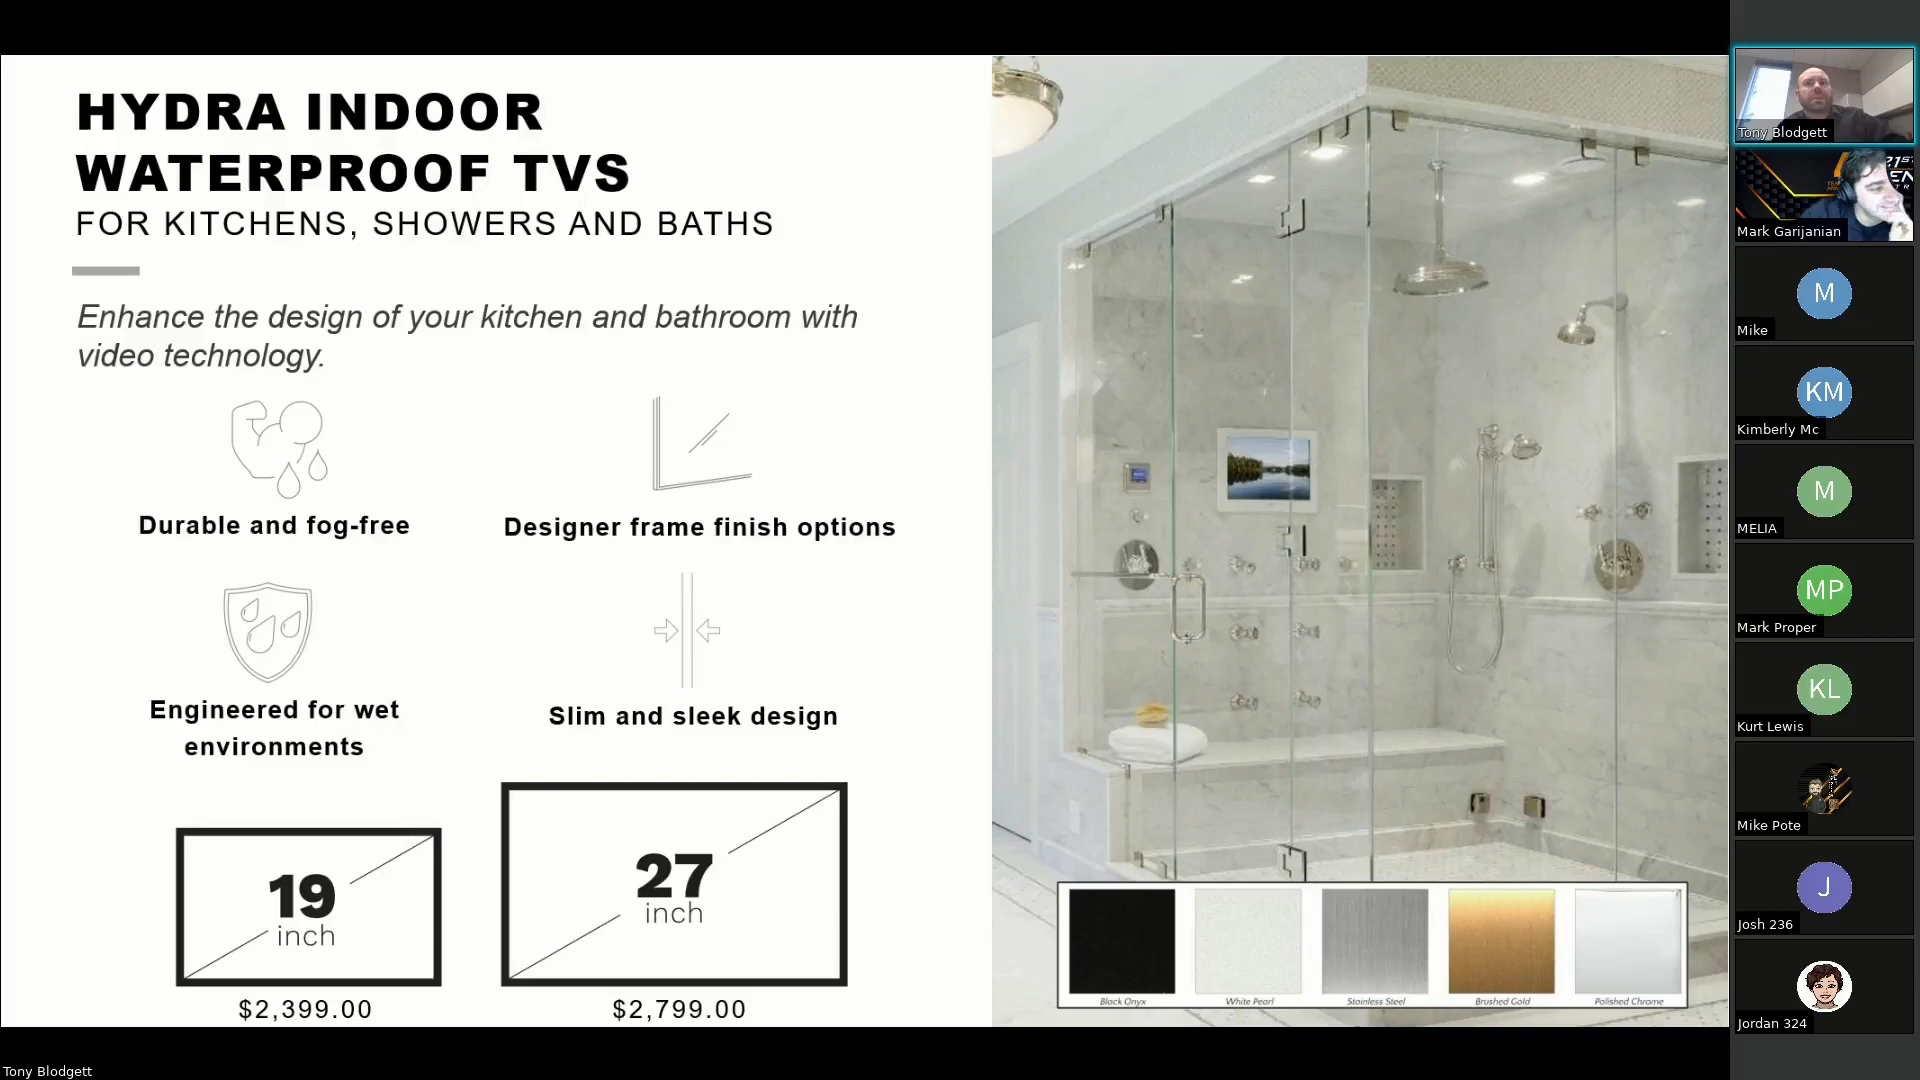 HYDRA INDOOR
WATERPROOF TVS
FOR KITCHENS, SHOWERS AND BATHS
Enhance the design of your kitchen and bathroom with
video technology.
Durable and fog-free
Designer frame finish options
Engineered for wet
environments
Slim and sleek design
19
inch
27
inch
$2,399.00
$2,799.00
Black Onyx
White Pearl
Stainless Steel
Brushed Gold
Polished Chrome
Tony Blodgett
Tony Blodgett
Mark Garijanian
M
Mike
KM
Kimberly Mc
M
MELIA
MP
Mark Proper
KL
Kurt Lewis
Mike Pote
J
Josh 236
Jordan 324